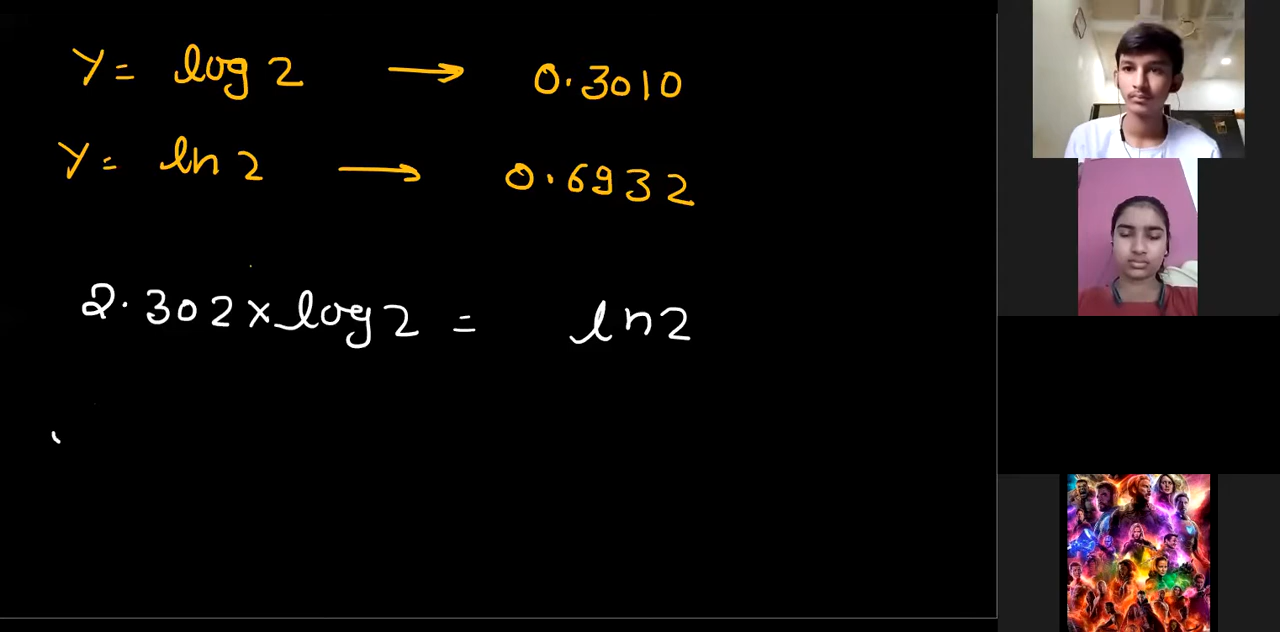 y = log 2 → 0.3010
y = ln 2 → 0.6932
2.302 × log 2 = ln 2